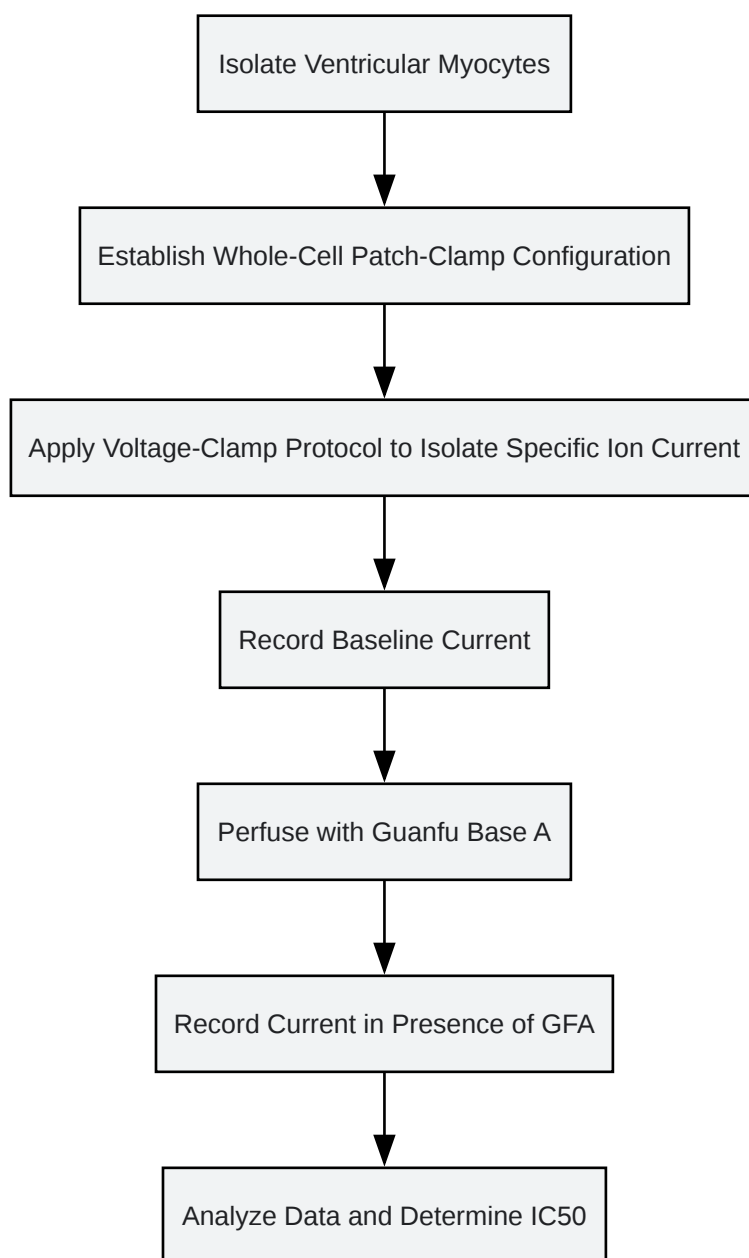 Isolate Ventricular Myocytes
Establish Whole-Cell Patch-Clamp Configuration
Apply Voltage-Clamp Protocol to Isolate Specific Ion Current
Record Baseline Current
Perfuse with Guanfu Base A
Record Current in Presence of GFA
Analyze Data and Determine IC50